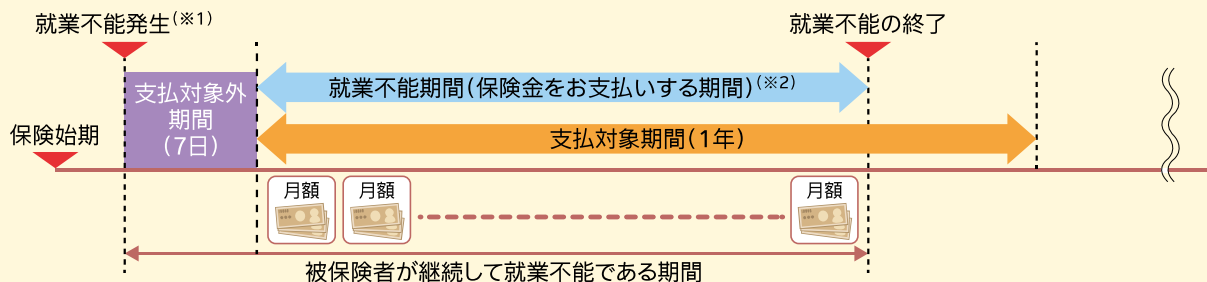 就業不能発生(※1)
就業不能の終了
支払対象外
期間
(7日)
就業不能期間(保険金をお支払いする期間)(※2)
支払対象期間(1年)
保険始期
月額
月額
月額
被保険者が継続して就業不能である期間